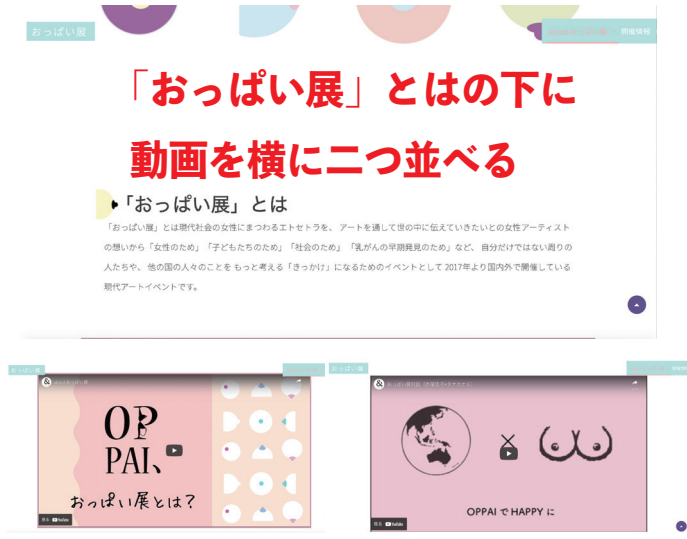 おっぱい展
開催情報
「おっぱい展」とはの下に
動画を横に二つ並べる
「おっぱい展」とは
「おっぱい展」とは現代社会の女性にまつわるエトセトラを、 アートを通して世の中に伝えていきたいとの女性アーティスト
の想いから「女性のため」「子どもたちのため」「社会のため」 「乳がんの早期発見のため」など、 自分だけではない周りの
人たちや、 他の国の人々のことを もっと考える「きっかけ」になるためのイベントとして 2017年より国内外で開催している
現代アートイベントです。
おっぱい展
おっぱい展
&
OP
PAI、
おっぱい展とは?
見る YouTube
&
OPPAI で HAPPY に
見る YouTube